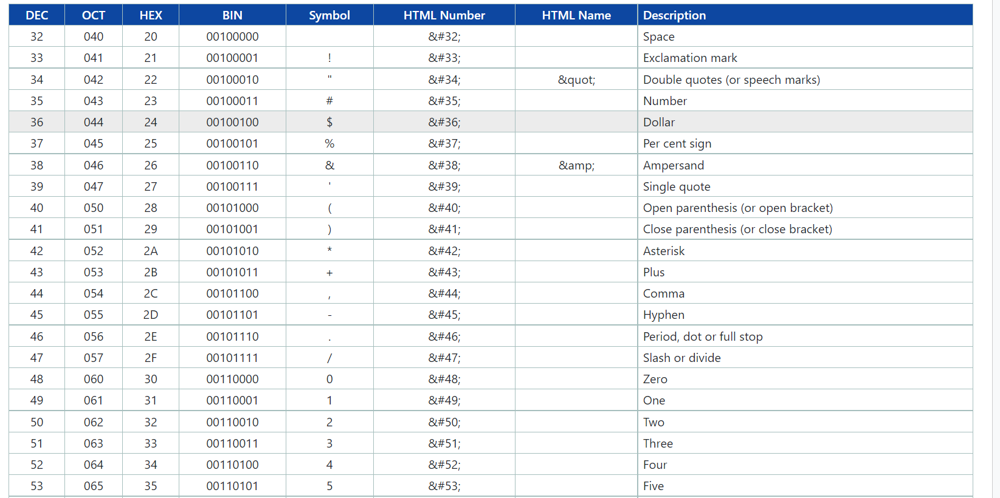 DEC OCT HEX BIN Symbol HTML Number HTML Name Description
32 040 20 00100000 &#32; Space
33 041 21 00100001 ! &#33; Exclamation mark
34 042 22 00100010 " &#34; &quot; Double quotes (or speech marks)
35 043 23 00100011 # &#35; Number
36 044 24 00100100 $ &#36; Dollar
37 045 25 00100101 % &#37; Per cent sign
38 046 26 00100110 & &#38; &amp; Ampersand
39 047 27 00100111 ' &#39; Single quote
40 050 28 00101000 ( &#40; Open parenthesis (or open bracket)
41 051 29 00101001 ) &#41; Close parenthesis (or close bracket)
42 052 2A 00101010 * &#42; Asterisk
43 053 2B 00101011 + &#43; Plus
44 054 2C 00101100 , &#44; Comma
45 055 2D 00101101 - &#45; Hyphen
46 056 2E 00101110 . &#46; Period, dot or full stop
47 057 2F 00101111 / &#47; Slash or divide
48 060 30 00110000 0 &#48; Zero
49 061 31 00110001 1 &#49; One
50 062 32 00110010 2 &#50; Two
51 063 33 00110011 3 &#51; Three
52 064 34 00110100 4 &#52; Four
53 065 35 00110101 5 &#53; Five